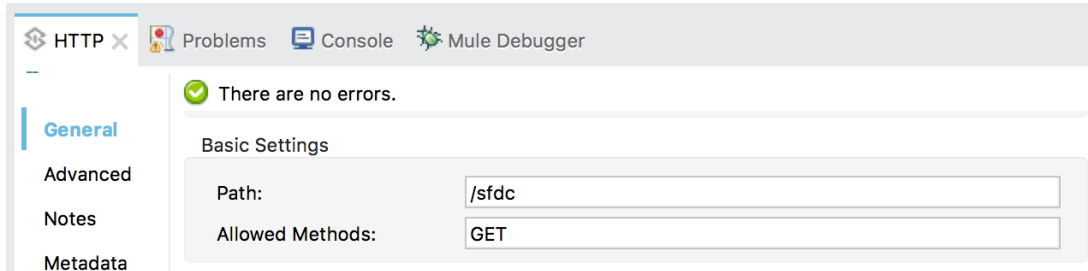 HTTP Problems Console Mule Debugger
There are no errors.
General
Basic Settings
Advanced
Path: /sfdc
Notes
Allowed Methods: GET
Metadata